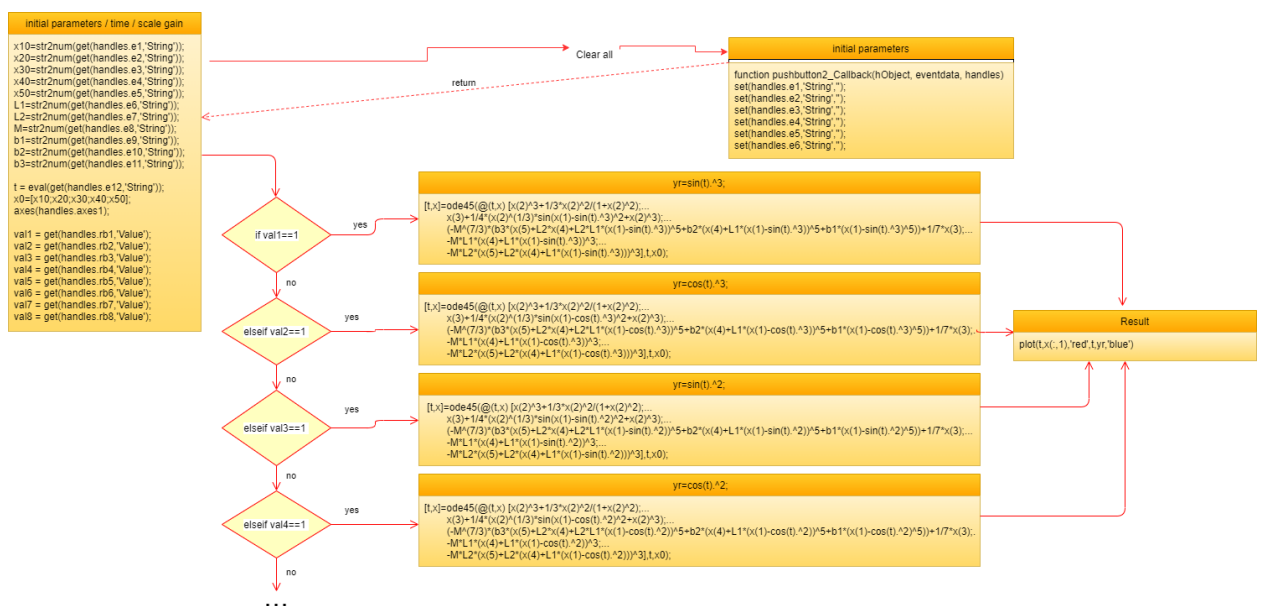 initial parameters / time / scale gain
x10=str2num(get(handles.e1,'String'));
x20=str2num(get(handles.e2,'String'));
x30=str2num(get(handles.e3,'String'));
x40=str2num(get(handles.e4,'String'));
x50=str2num(get(handles.e5,'String'));
L1=str2num(get(handles.e6,'String'));
L2=str2num(get(handles.e7,'String'));
M=str2num(get(handles.e8,'String'));
b1=str2num(get(handles.e9,'String'));
b2=str2num(get(handles.e10,'String'));
b3=str2num(get(handles.e11,'String'));
t = eval(get(handles.e12,'String'));
x0=[x10;x20;x30;x40;x50];
axes(handles.axes1);
val1 = get(handles.rb1,'Value');
val2 = get(handles.rb2,'Value');
val3 = get(handles.rb3,'Value');
val4 = get(handles.rb4,'Value');
val5 = get(handles.rb5,'Value');
val6 = get(handles.rb6,'Value');
val7 = get(handles.rb7,'Value');
val8 = get(handles.rb8,'Value');
Clear all
return
initial parameters
function pushbutton2_Callback(hObject, eventdata, handles)
set(handles.e1,'String','');
set(handles.e2,'String','');
set(handles.e3,'String','');
set(handles.e4,'String','');
set(handles.e5,'String','');
set(handles.e6,'String','');
if val1==1
yes
no
yr=sin(t).^3;
[t,x]=ode45(@(t,x) [x(2)^3+1/3*x(2)^2/(1+x(2)^2);...
x(3)+1/4*(x(2)^(1/3)*sin(x(1)-sin(t).^3)^2+x(2)^3);...
(-M^(7/3)*(b3*(x(5)+L2*x(4)+L2*L1*(x(1)-sin(t).^3))^5+b2*(x(4)+L1*(x(1)-sin(t).^3))^5+b1*(x(1)-sin(t).^3)^5))+1/7*x(3);...
-M*L1*(x(4)+L1*(x(1)-sin(t).^3))^3;...
-M*L2*(x(5)+L2*(x(4)+L1*(x(1)-sin(t).^3)))^3],t,x0);
elseif val2==1
yes
no
yr=cos(t).^3;
[t,x]=ode45(@(t,x) [x(2)^3+1/3*x(2)^2/(1+x(2)^2);...
x(3)+1/4*(x(2)^(1/3)*sin(x(1)-cos(t).^3)^2+x(2)^3);...
(-M^(7/3)*(b3*(x(5)+L2*x(4)+L2*L1*(x(1)-cos(t).^3))^5+b2*(x(4)+L1*(x(1)-cos(t).^3))^5+b1*(x(1)-cos(t).^3)^5))+1/7*x(3);.
-M*L1*(x(4)+L1*(x(1)-cos(t).^3))^3;...
-M*L2*(x(5)+L2*(x(4)+L1*(x(1)-cos(t).^3)))^3],t,x0);
Result
plot(t,x(:,1),'red',t,yr,'blue')
elseif val3==1
yes
no
yr=sin(t).^2;
[t,x]=ode45(@(t,x) [x(2)^3+1/3*x(2)^2/(1+x(2)^2);...
x(3)+1/4*(x(2)^(1/3)*sin(x(1)-sin(t).^2)^2+x(2)^3);...
(-M^(7/3)*(b3*(x(5)+L2*x(4)+L2*L1*(x(1)-sin(t).^2))^5+b2*(x(4)+L1*(x(1)-sin(t).^2))^5+b1*(x(1)-sin(t).^2)^5))+1/7*x(3);...
-M*L1*(x(4)+L1*(x(1)-sin(t).^2))^3;...
-M*L2*(x(5)+L2*(x(4)+L1*(x(1)-sin(t).^2)))^3],t,x0);
elseif val4==1
yes
no
yr=cos(t).^2;
[t,x]=ode45(@(t,x) [x(2)^3+1/3*x(2)^2/(1+x(2)^2);...
x(3)+1/4*(x(2)^(1/3)*sin(x(1)-cos(t).^2)^2+x(2)^3);...
(-M^(7/3)*(b3*(x(5)+L2*x(4)+L2*L1*(x(1)-cos(t).^2))^5+b2*(x(4)+L1*(x(1)-cos(t).^2))^5+b1*(x(1)-cos(t).^2)^5))+1/7*x(3);.
-M*L1*(x(4)+L1*(x(1)-cos(t).^2))^3;...
-M*L2*(x(5)+L2*(x(4)+L1*(x(1)-cos(t).^2)))^3],t,x0);
...